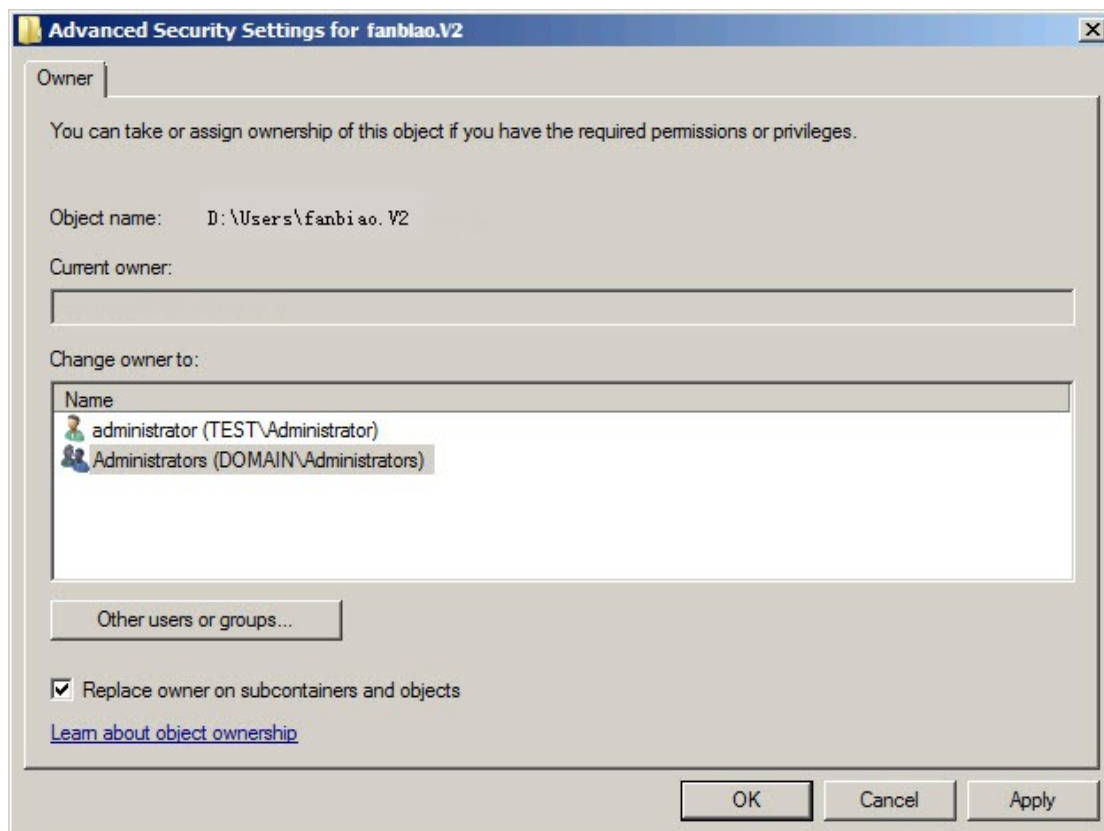 Advanced Security Settings for fanbiao.V2
Owner
You can take or assign ownership of this object if you have the required permissions or privileges.
Object name: D:\Users\fanbiao.V2
Current owner:
Change owner to:
Name
administrator (TEST\Administrator)
Administrators (DOMAIN\Administrators)
Other users or groups...
Replace owner on subcontainers and objects
Learn about object ownership
OK Cancel Apply